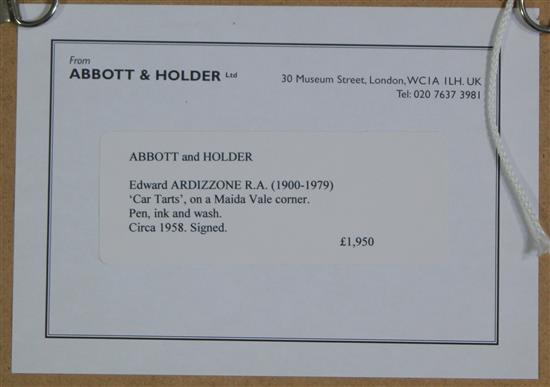 From
ABBOTT & HOLDER Ltd
30 Museum Street, London, WC1A 1LH. UK
Tel: 020 7637 3981
ABBOTT and HOLDER
Edward ARDIZZONE R.A. (1900-1979)
‘Car Tarts’, on a Maida Vale corner.
Pen, ink and wash.
Circa 1958. Signed.
£1,950